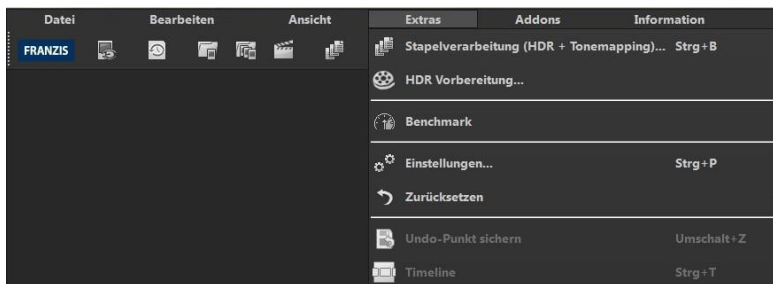 Datei Bearbeiten Ansicht Extras Addons Information
FRANZIS
Stapelverarbeitung (HDR + Tonemapping)... Strg+B
HDR Vorbereitung...
Benchmark
Einstellungen... Strg+P
Zurücksetzen
Undo-Punkt sichern Umschalt+Z
Timeline Strg+T